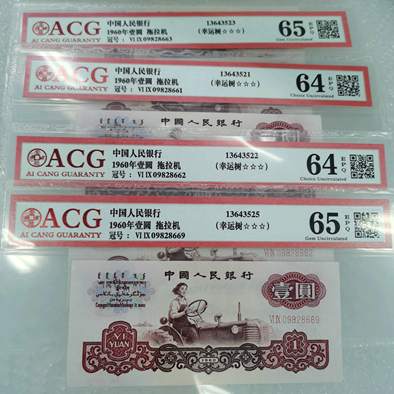 ACG
AI CANG GUARANTY
中国人民银行
1960年壹圆 拖拉机
冠号：VI IX 09828663
13643523
(幸运树☆☆☆)
65 EPQ
Gem Uncirculated
ACG
AI CANG GUARANTY
中国人民银行
1960年壹圆 拖拉机
冠号：VI IX 09828661
13643521
(幸运树☆☆☆)
64 EPQ
Choice Uncirculated
中国人民银行
ACG
AI CANG GUARANTY
中国人民银行
1960年壹圆 拖拉机
冠号：VI IX 09828662
13643522
(幸运树☆☆☆)
64 EPQ
Choice Uncirculated
ACG
AI CANG GUARANTY
中国人民银行
1960年壹圆 拖拉机
冠号：VI IX 09828669
13643525
(幸运树☆☆☆)
65 EPQ
Gem Uncirculated
中国人民银行
壹圆
VI IX 09828669
YI YUAN
1
1960